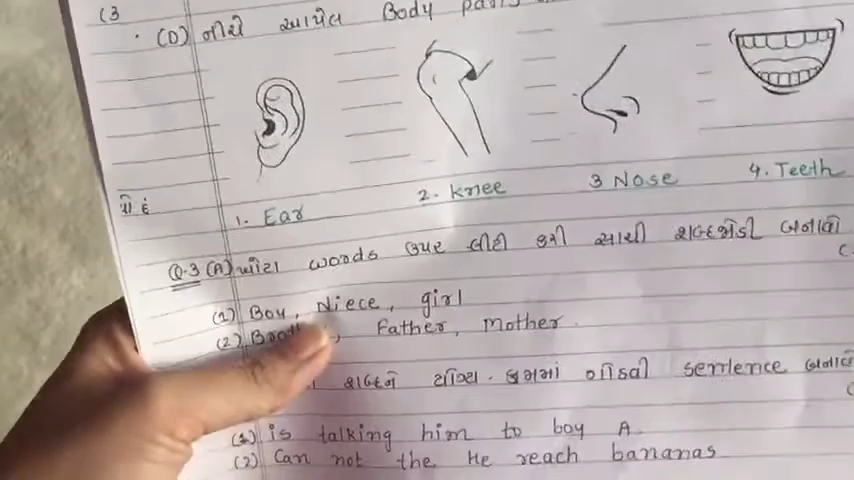 (3
(D) નીચે આપેલ Body parts
યો હં
1. Ear 2. Knee 3 Nose 4. Teeth
Q.3 (A) ખોટા words ઉપર લીટી કરી સાચી શબ્દજોડી બનાવો
(1) Boy, Niece, girl
(2) Father, Mother
શબ્દને યોગ્ય ક્રમમાં ગોઠવી sentence બનાવો
(1) is talking him to boy A
(2) Can not the He reach bananas